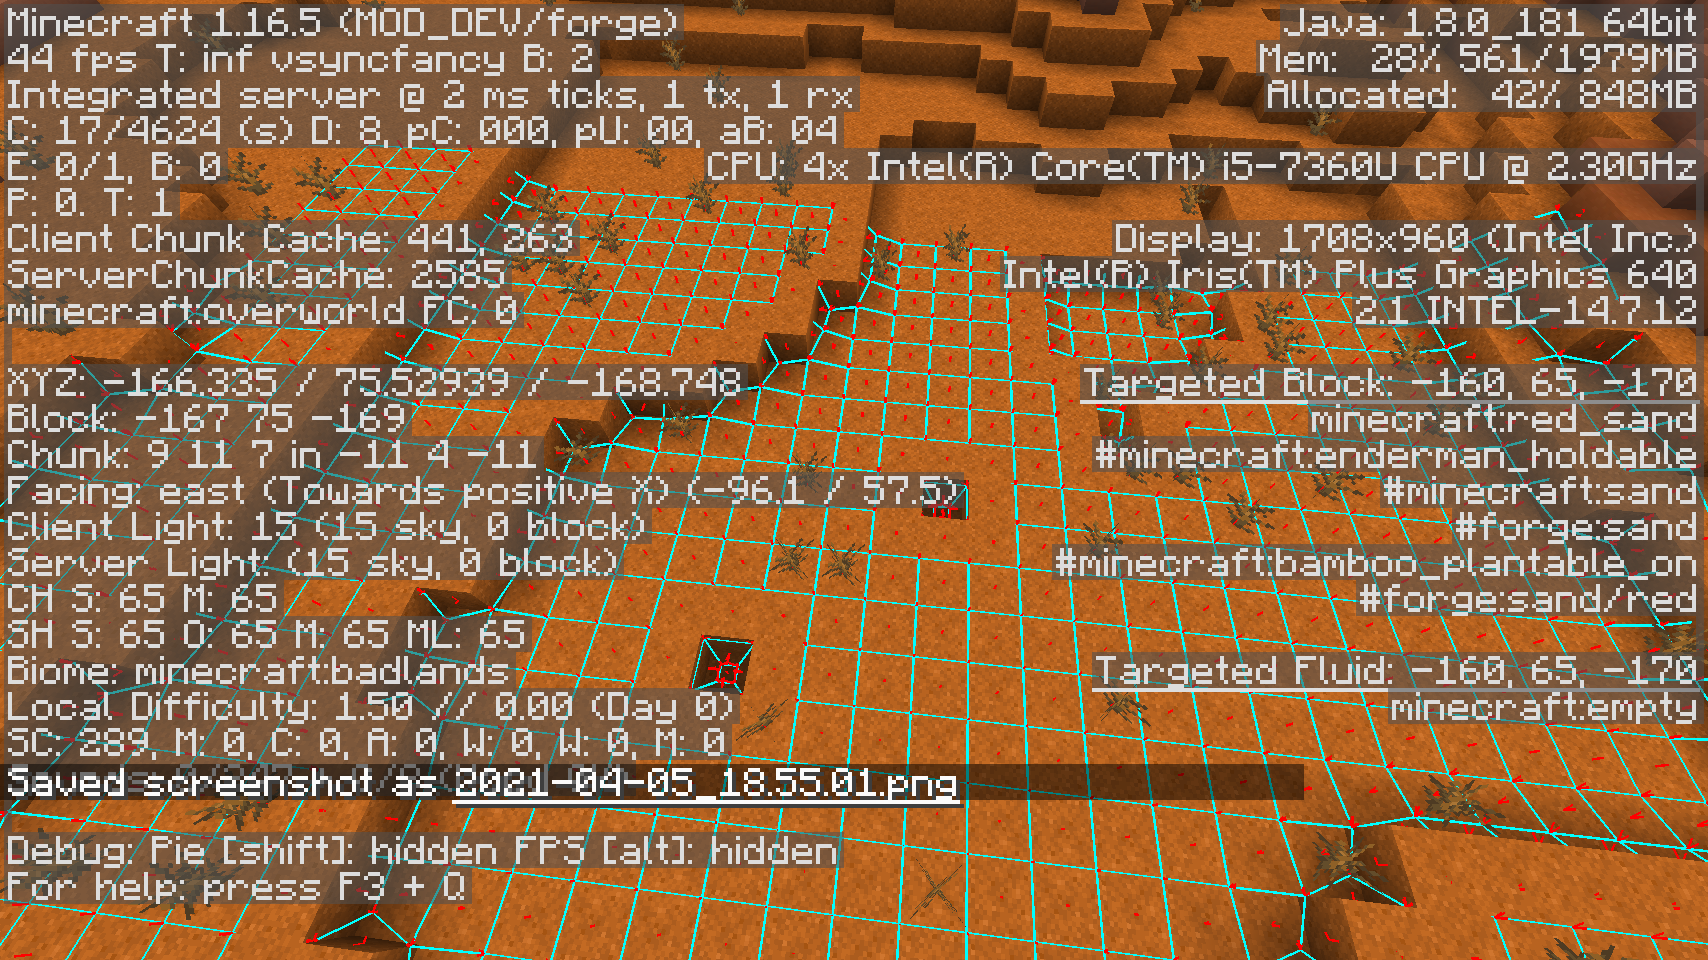 Minecraft 1.16.5 (MOD_DEV/forge)
44 fps T: inf vsyncfancy B: 2
Integrated server @ 2 ms ticks, 1 tx, 1 rx
C: 17/4624 (s) D: 8, pC: 000, pU: 00, aB: 04
E: 0/1, B: 0
P: 0. T: 1
Client Chunk Cache: 441, 263
ServerChunkCache: 2585
minecraft:overworld FC: 0
XYZ: -166.335 / 75.52939 / -168.748
Block: -167 75 -169
Chunk: 9 11 7 in -11 4 -11
Facing: east (Towards positive X) (-96.1 / 57.5)
Client Light: 15 (15 sky, 0 block)
Server Light: (15 sky, 0 block)
CH S: 65 M: 65
SH S: 65 O: 65 M: 65 ML: 65
Biome: minecraft:badlands
Local Difficulty: 1.50 // 0.00 (Day 0)
SC: 289, M: 0, C: 0, A: 0, W: 0, W: 0, M: 0
Saved screenshot as 2021-04-05_18.55.01.png
Debug: Pie [shift]: hidden FPS [alt]: hidden
For help: press F3 + Q
Java: 1.8.0_181 64bit
Mem: 28% 561/1979MB
Allocated: 42% 848MB
CPU: 4x Intel(R) Core(TM) i5-7360U CPU @ 2.30GHz
Display: 1708x960 (Intel Inc.)
Intel(R) Iris(TM) Plus Graphics 640
2.1 INTEL-14.7.12
Targeted Block: -160, 65, -170
minecraft:red_sand
#minecraft:enderman_holdable
#minecraft:sand
#forge:sand
#minecraft:bamboo_plantable_on
#forge:sand/red
Targeted Fluid: -160, 65, -170
minecraft:empty